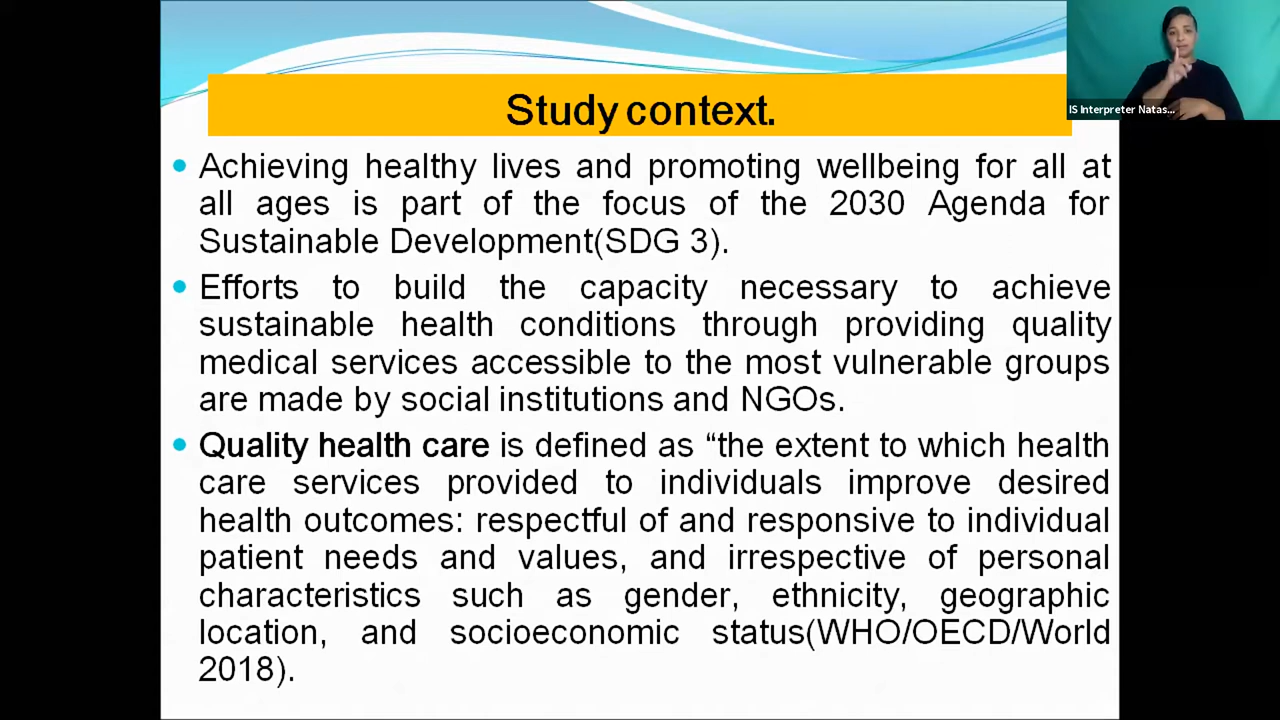 Study context.
IS Interpreter Natas...
• Achieving healthy lives and promoting wellbeing for all at
all ages is part of the focus of the 2030 Agenda for
Sustainable Development(SDG 3).
• Efforts to build the capacity necessary to achieve
sustainable health conditions through providing quality
medical services accessible to the most vulnerable groups
are made by social institutions and NGOs.
• Quality health care is defined as “the extent to which health
care services provided to individuals improve desired
health outcomes: respectful of and responsive to individual
patient needs and values, and irrespective of personal
characteristics such as gender, ethnicity, geographic
location, and socioeconomic status(WHO/OECD/World
2018).